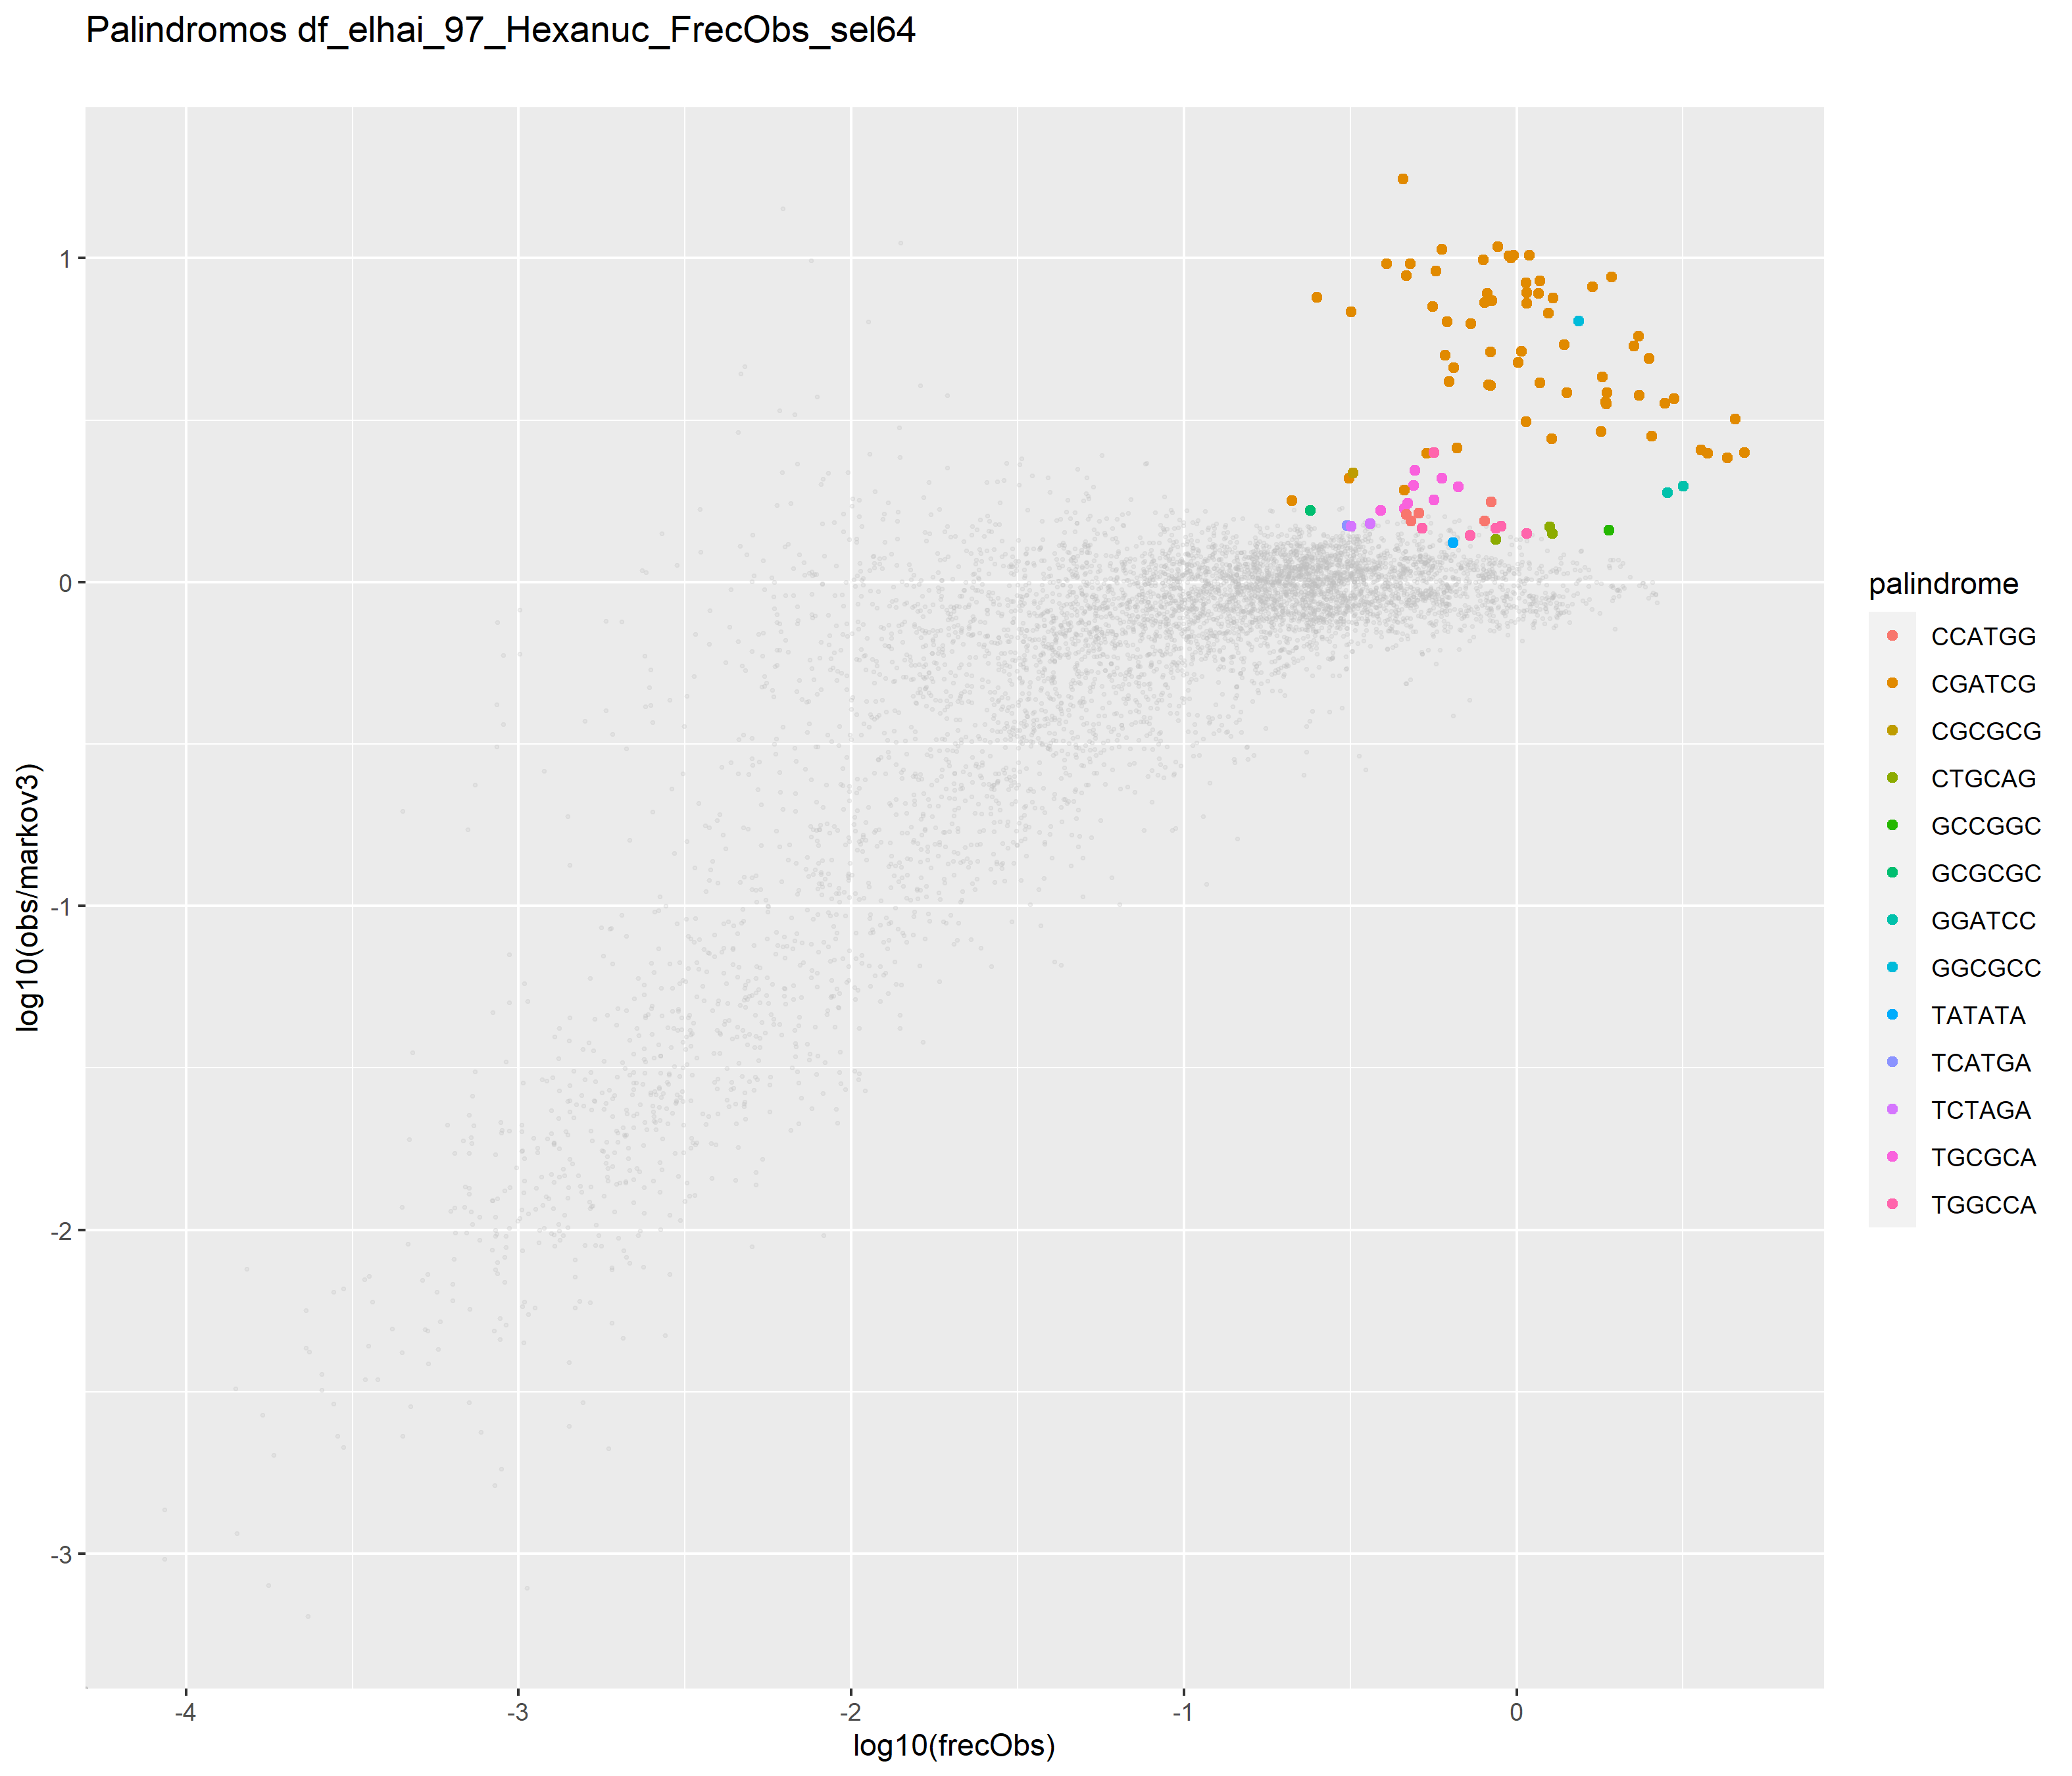 Palindromos df_elhai_97_Hexanuc_FrecObs_sel64
1
0
-1
-2
-3
log10(obs/markov3)
-4
-3
-2
-1
0
log10(frecObs)
palindrome
CCATGG
CGATCG
CGCGCG
CTGCAG
GCCGGC
GCGCGC
GGATCC
GGCGCC
TATATA
TCATGA
TCTAGA
TGCGCA
TGGCCA